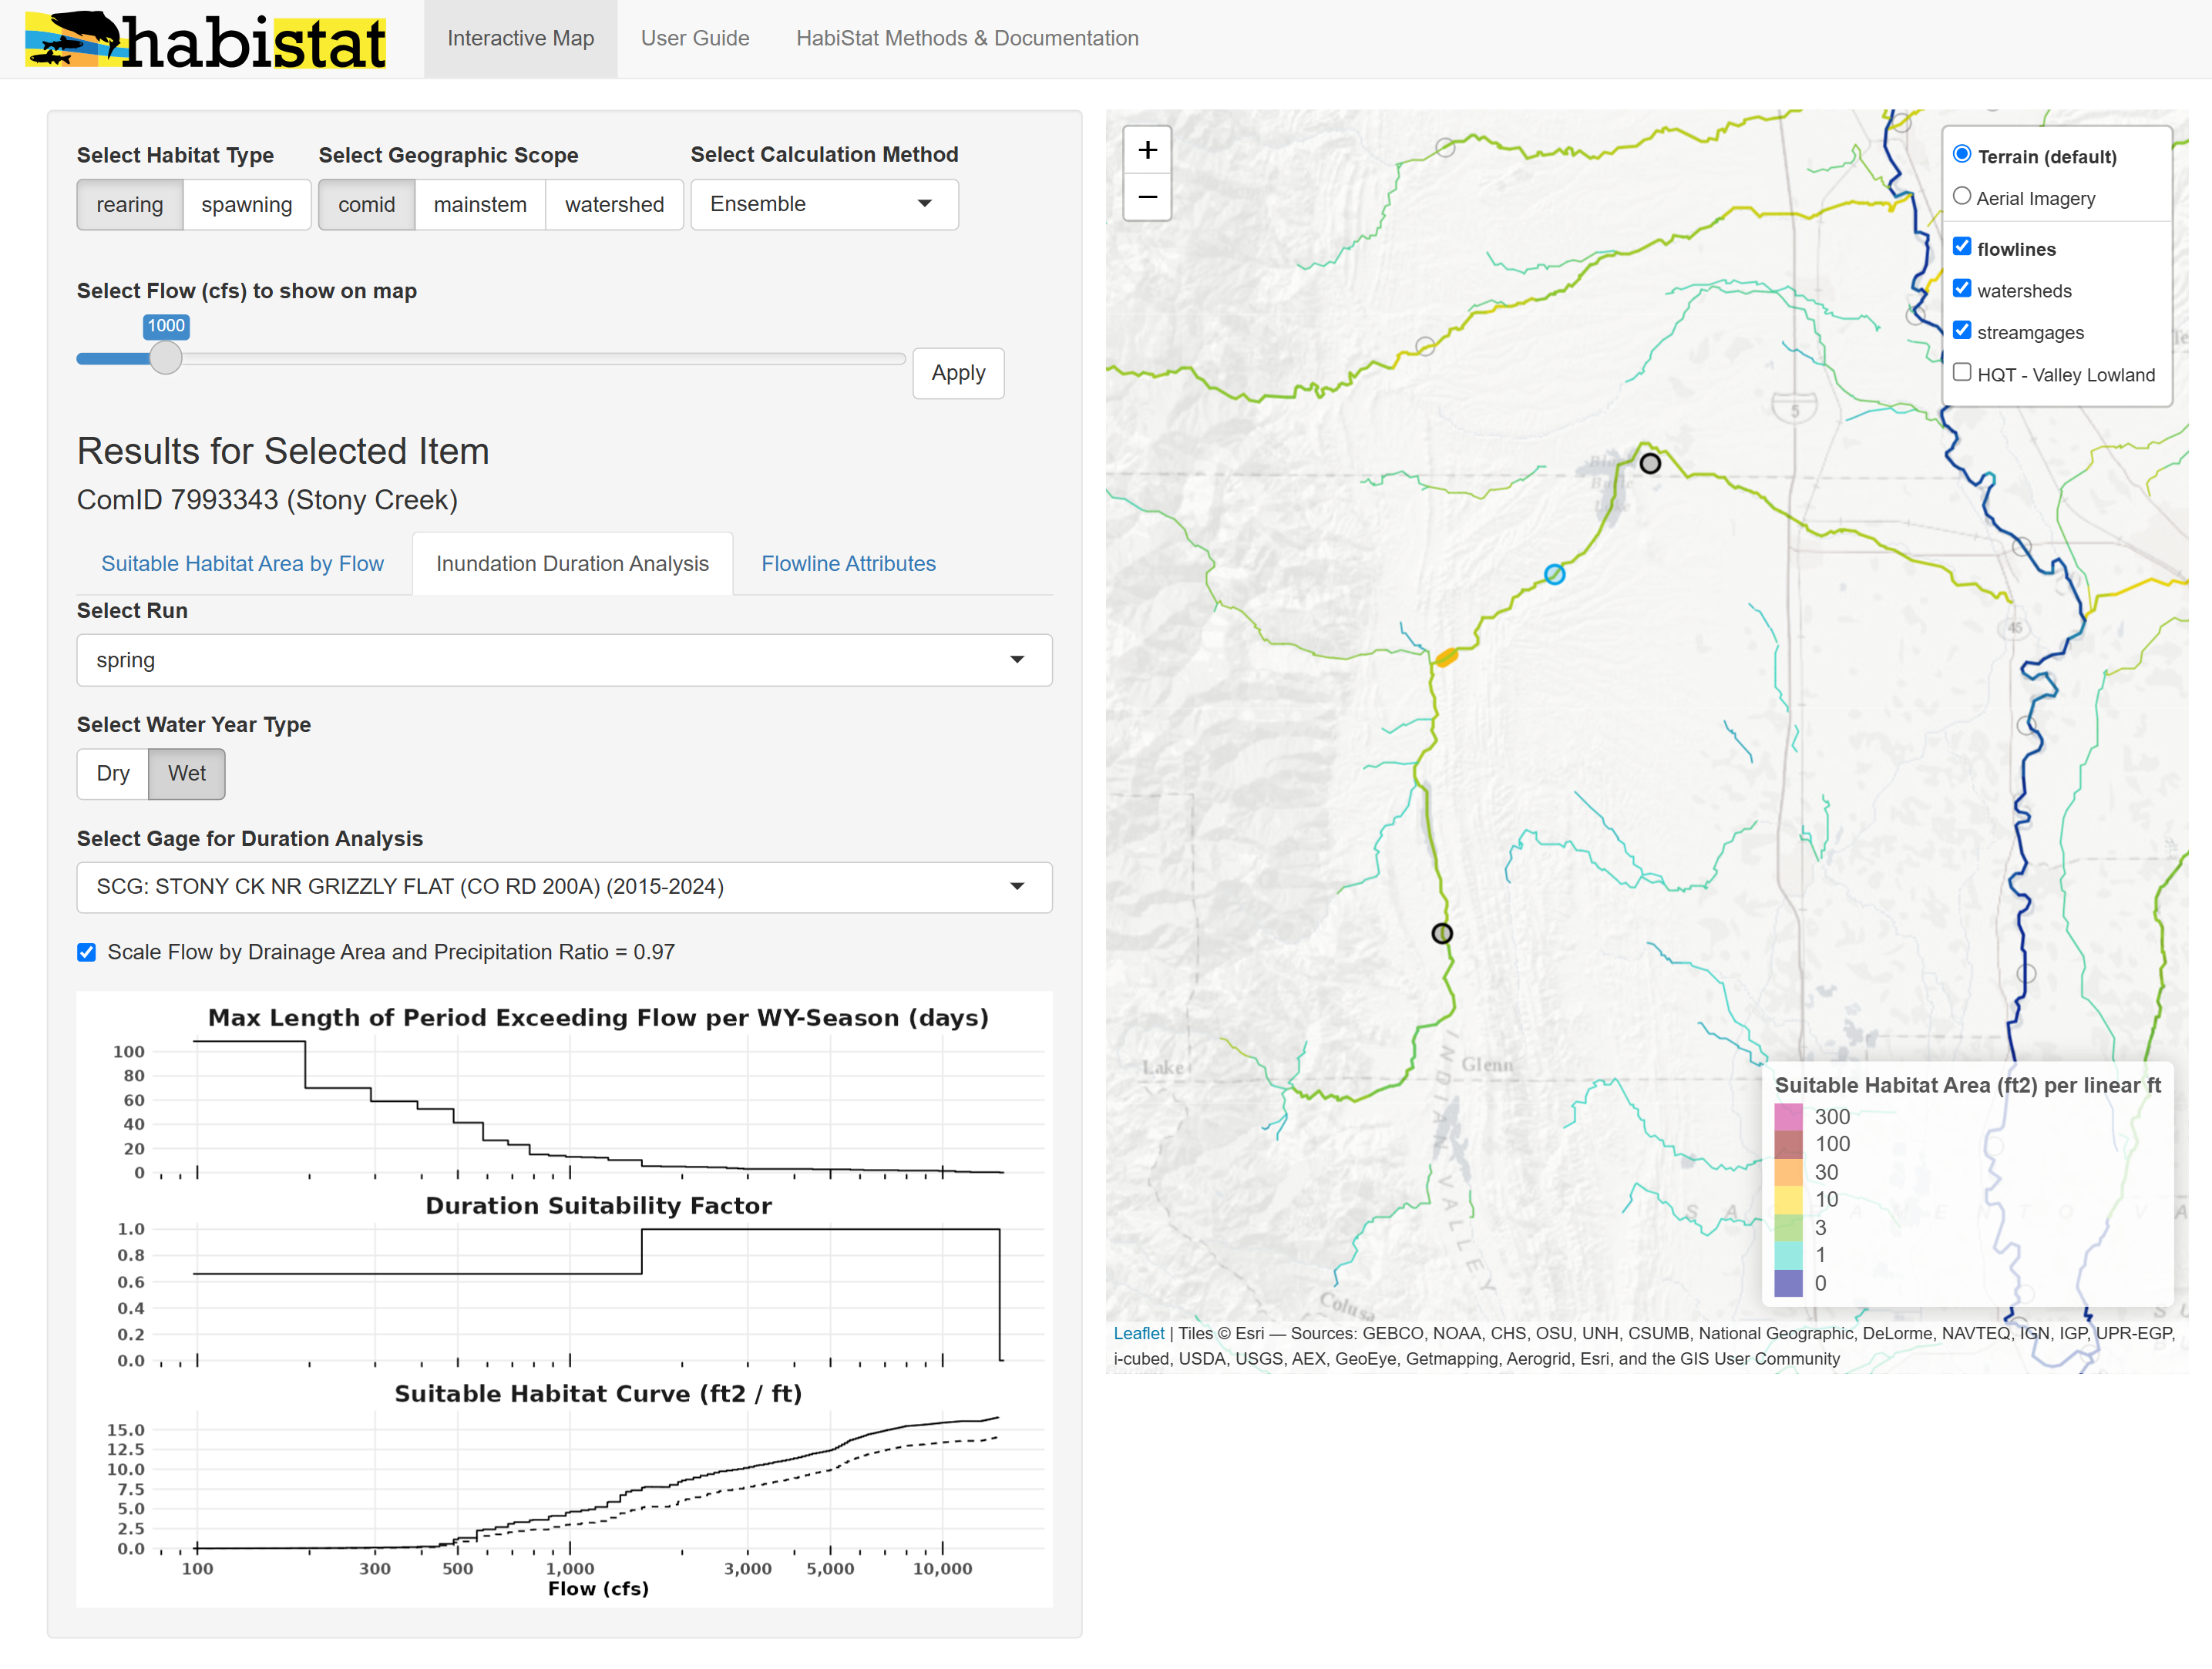 habistat
Interactive Map
User Guide
HabiStat Methods & Documentation
Select Habitat Type
Select Geographic Scope
Select Calculation Method
rearing
spawning
comid
mainstem
watershed
Ensemble
Select Flow (cfs) to show on map
1000
Apply
Results for Selected Item
ComID 7993343 (Stony Creek)
Suitable Habitat Area by Flow
Inundation Duration Analysis
Flowline Attributes
Select Run
spring
Select Water Year Type
Dry
Wet
Select Gage for Duration Analysis
SCG: STONY CK NR GRIZZLY FLAT (CO RD 200A) (2015-2024)
Scale Flow by Drainage Area and Precipitation Ratio = 0.97
Max Length of Period Exceeding Flow per WY-Season (days)
100
80
60
40
20
0
Duration Suitability Factor
1.0
0.8
0.6
0.4
0.2
0.0
Suitable Habitat Curve (ft2 / ft)
15.0
12.5
10.0
7.5
5.0
2.5
0.0
100
300
500
1,000
3,000
5,000
10,000
Flow (cfs)
+
−
Terrain (default)
Aerial Imagery
flowlines
watersheds
streamgages
HQT - Valley Lowland
5
45
Lake
Glenn
INDIAN VALLEY
Colusa
Suitable Habitat Area (ft2) per linear ft
300
100
30
10
3
1
0
Leaflet | Tiles © Esri — Sources: GEBCO, NOAA, CHS, OSU, UNH, CSUMB, National Geographic, DeLorme, NAVTEQ, IGN, IGP, UPR-EGP,
i-cubed, USDA, USGS, AEX, GeoEye, Getmapping, Aerogrid, Esri, and the GIS User Community